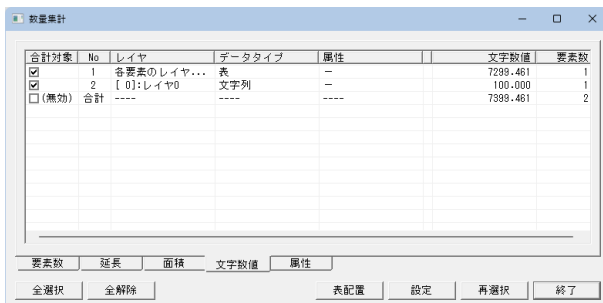 数量集計
合計対象 No レイヤ データタイプ 属性 文字数値 要素数
1 各要素のレイヤ... 表 — 7299.461 1
2 [ 0]:レイヤ0 文字列 — 100.000 1
(無効) 合計 ---- ---- ---- 7399.461 2
要素数 延長 面積 文字数値 属性
全選択 全解除 表配置 設定 再選択 終了